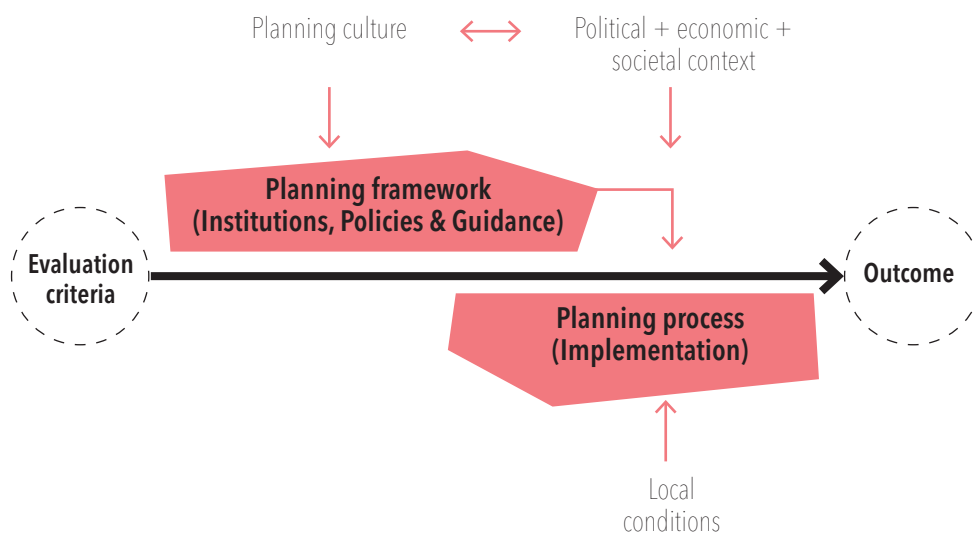 Planning culture
Political + economic +
societal context
Planning framework
(Institutions, Policies & Guidance)
Evaluation
criteria
Outcome
Planning process
(Implementation)
Local
conditions